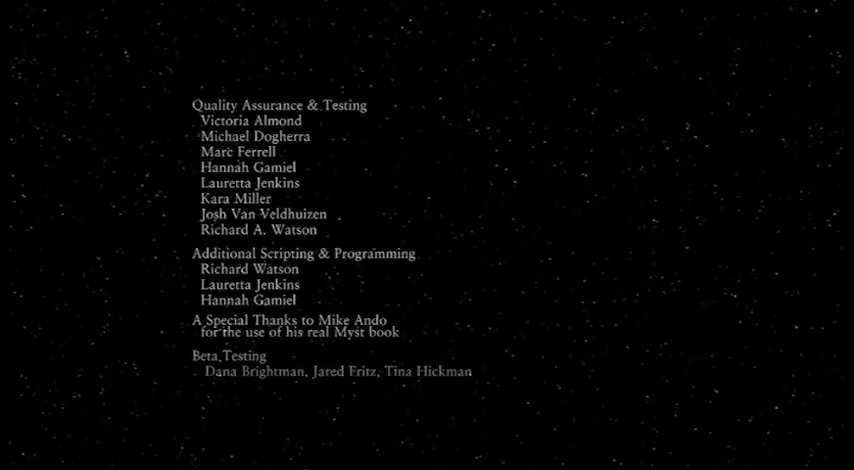 Quality Assurance & Testing
Victoria Almond
Michael Dogherra
Marc Ferrell
Hannah Gamiel
Lauretta Jenkins
Kara Miller
Josh Van Veldhuizen
Richard A. Watson
Additional Scripting & Programming
Richard Watson
Lauretta Jenkins
Hannah Gamiel
A Special Thanks to Mike Ando
for the use of his real Myst book
Beta Testing
Dana Brightman, Jared Fritz, Tina Hickman